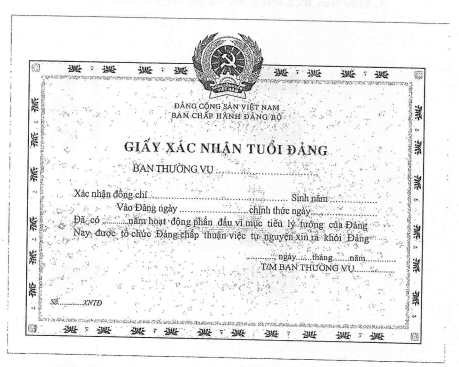 ĐẢNG CỘNG SẢN VIỆT NAM
BAN CHẤP HÀNH ĐẢNG BỘ
GIẤY XÁC NHẬN TUỔI ĐẢNG
BAN THƯỜNG VỤ ....................
Xác nhận đồng chí .................... Sinh năm ....................
Vào Đảng ngày .................... chính thức ngày ....................
Đã có ..........năm hoạt động phấn đấu vì mục tiêu lý tưởng của Đảng
Nay được tổ chức Đảng chấp thuận việc tự nguyện xin ra khỏi Đảng
.........., ngày......tháng......năm......
T/M BAN THƯỜNG VỤ..........
Số..........XNTĐ